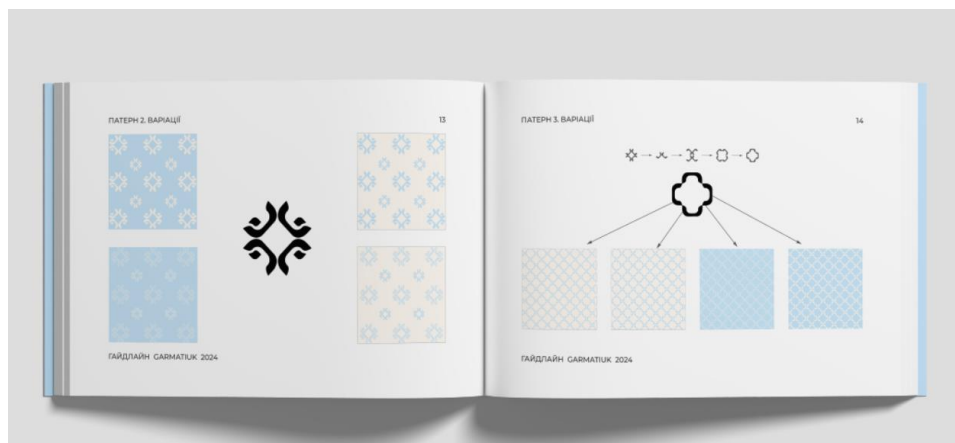 ПАТЕРН 2. ВАРІАЦІЇ
13
ГАЙДЛАЙН GARMATIUK 2024
ПАТЕРН 3. ВАРІАЦІЇ
14
ГАЙДЛАЙН GARMATIUK 2024